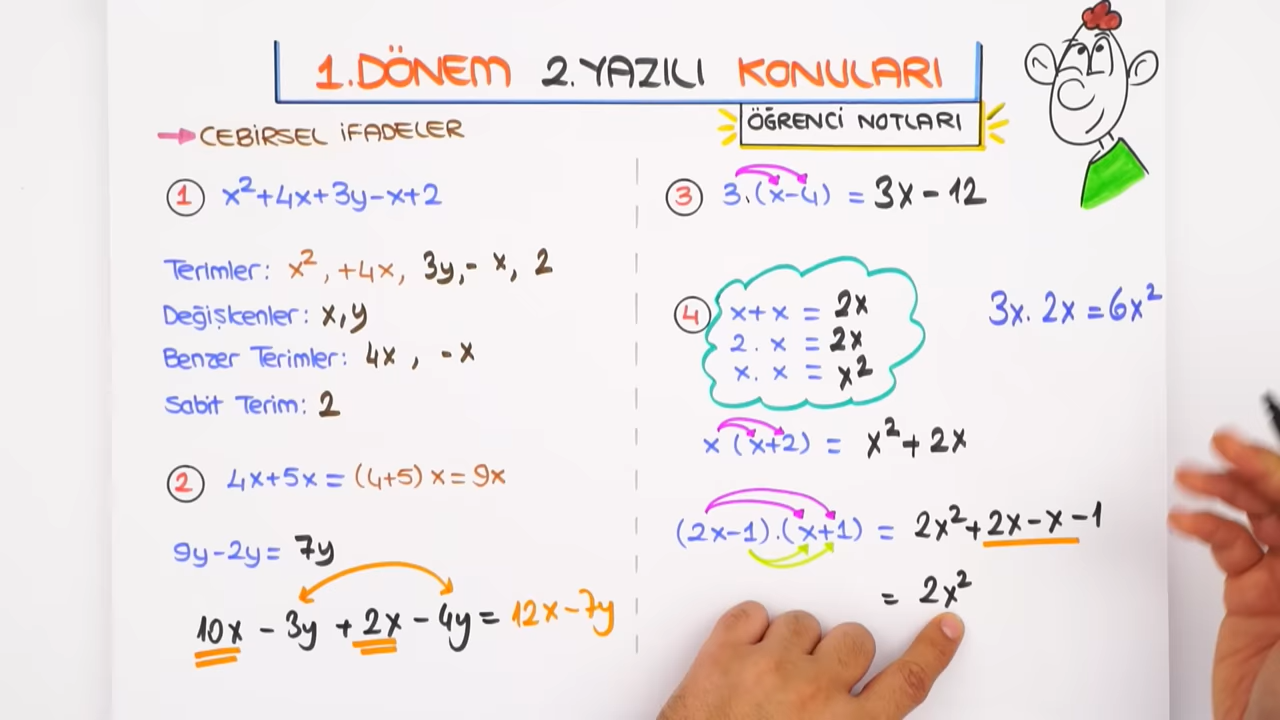 1.DÖNEM 2.YAZILI KONULARI
ÖĞRENCİ NOTLARI
CEBİRSEL İFADELER
1 x²+4x+3y-x+2
Terimler: x², +4x, 3y, -x, 2
Değişkenler: x,y
Benzer Terimler: 4x, -x
Sabit Terim: 2
2 4x+5x=(4+5)x=9x
9y-2y=7y
10x-3y+2x-4y=12x-7y
3 3.(x-4)=3x-12
4 x+x=2x
2.x=2x
x.x=x²
3x.2x=6x²
x(x+2)=x²+2x
(2x-1).(x+1)=2x²+2x-x-1
=2x²